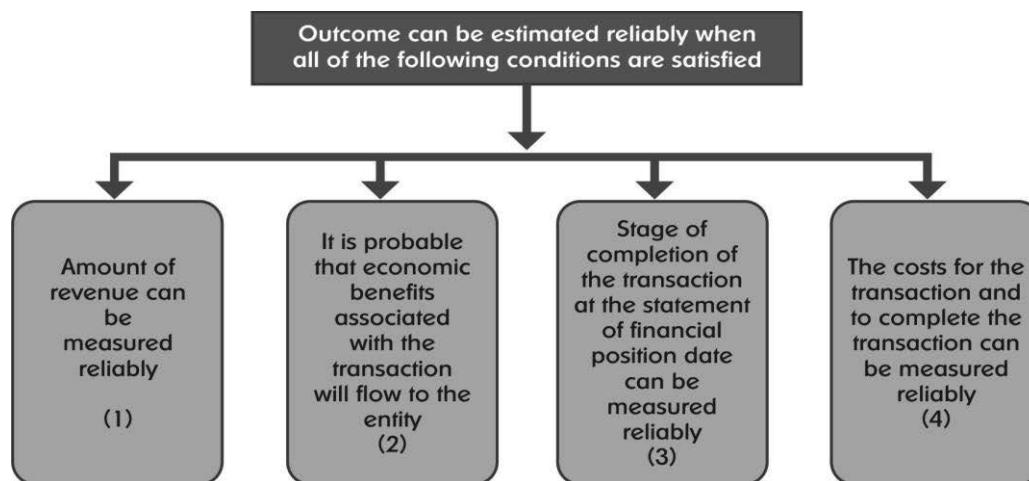 Outcome can be estimated reliably when
all of the following conditions are satisfied
Amount of
revenue can
be
measured
reliably
(1)
It is probable
that economic
benefits
associated
with the
transaction
will flow to the
entity
(2)
Stage of
completion of
the transaction
at the statement
of financial
position date
can be
measured
reliably
(3)
The costs for the
transaction and
to complete the
transaction can
be measured
reliably
(4)